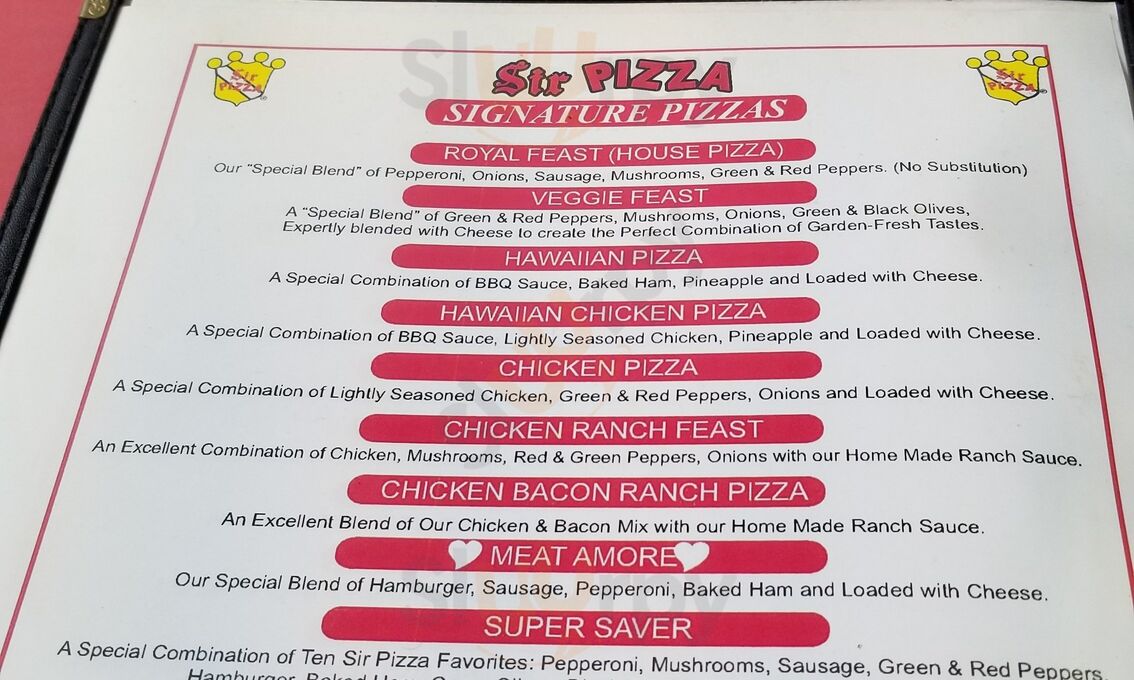 Sir PIZZA
Sir PIZZA
Sir PIZZA
SIGNATURE PIZZAS
ROYAL FEAST (HOUSE PIZZA)
Our “Special Blend” of Pepperoni, Onions, Sausage, Mushrooms, Green & Red Peppers. (No Substitution)
VEGGIE FEAST
A “Special Blend” of Green & Red Peppers, Mushrooms, Onions, Green & Black Olives,
Expertly blended with Cheese to create the Perfect Combination of Garden-Fresh Tastes.
HAWAIIAN PIZZA
A Special Combination of BBQ Sauce, Baked Ham, Pineapple and Loaded with Cheese.
HAWAIIAN CHICKEN PIZZA
A Special Combination of BBQ Sauce, Lightly Seasoned Chicken, Pineapple and Loaded with Cheese.
CHICKEN PIZZA
A Special Combination of Lightly Seasoned Chicken, Green & Red Peppers, Onions and Loaded with Cheese.
CHICKEN RANCH FEAST
An Excellent Combination of Chicken, Mushrooms, Red & Green Peppers, Onions with our Home Made Ranch Sauce.
CHICKEN BACON RANCH PIZZA
An Excellent Blend of Our Chicken & Bacon Mix with our Home Made Ranch Sauce.
MEAT AMORE
Our Special Blend of Hamburger, Sausage, Pepperoni, Baked Ham and Loaded with Cheese.
SUPER SAVER
A Special Combination of Ten Sir Pizza Favorites: Pepperoni, Mushrooms, Sausage, Green & Red Peppers,
Hamburger, Baked Ham,